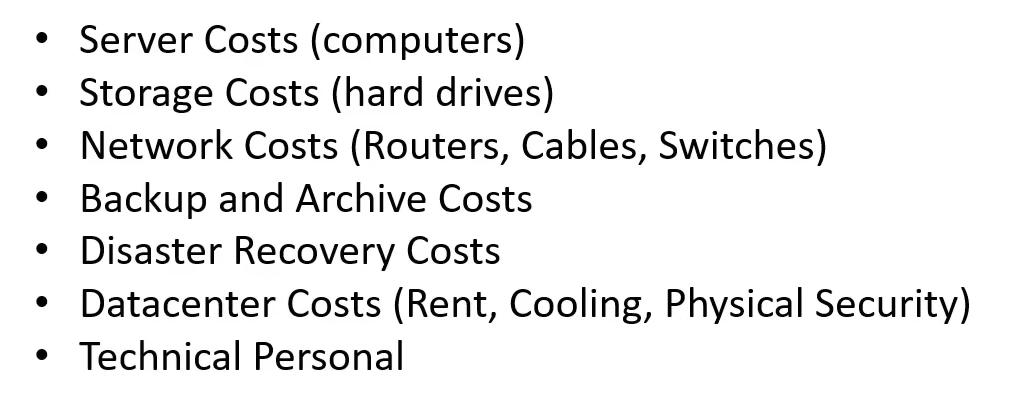 • Server Costs (computers)
• Storage Costs (hard drives)
• Network Costs (Routers, Cables, Switches)
• Backup and Archive Costs
• Disaster Recovery Costs
• Datacenter Costs (Rent, Cooling, Physical Security)
• Technical Personal